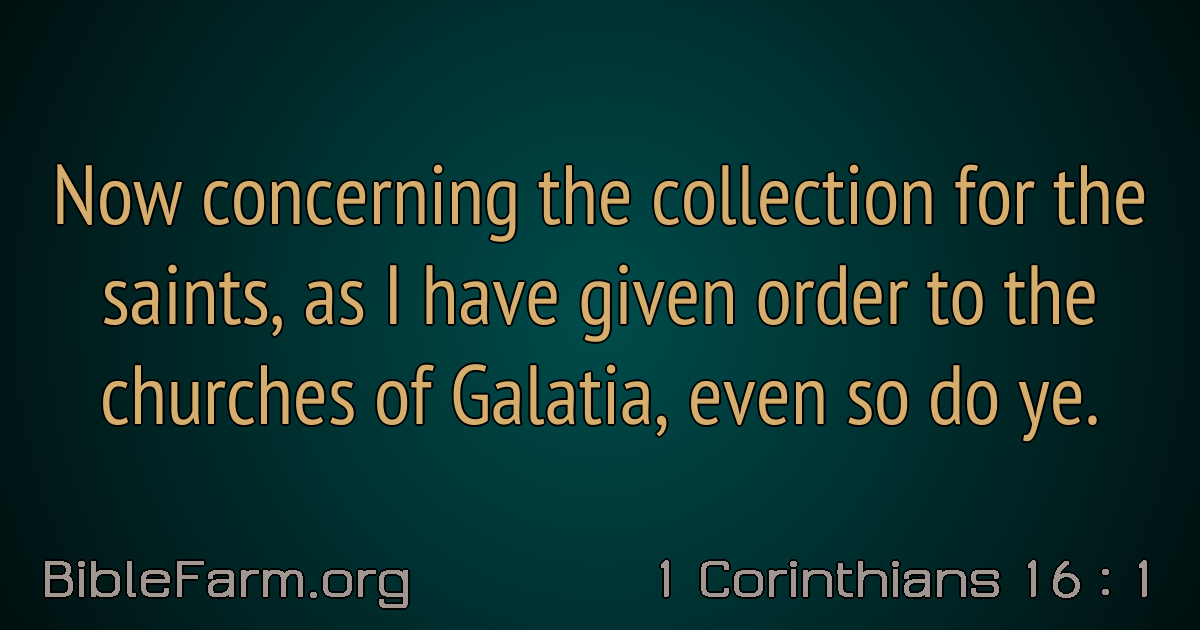 Now concerning the collection for the
saints, as I have given order to the
churches of Galatia, even so do ye.
BibleFarm.org
1 Corinthians 16 : 1